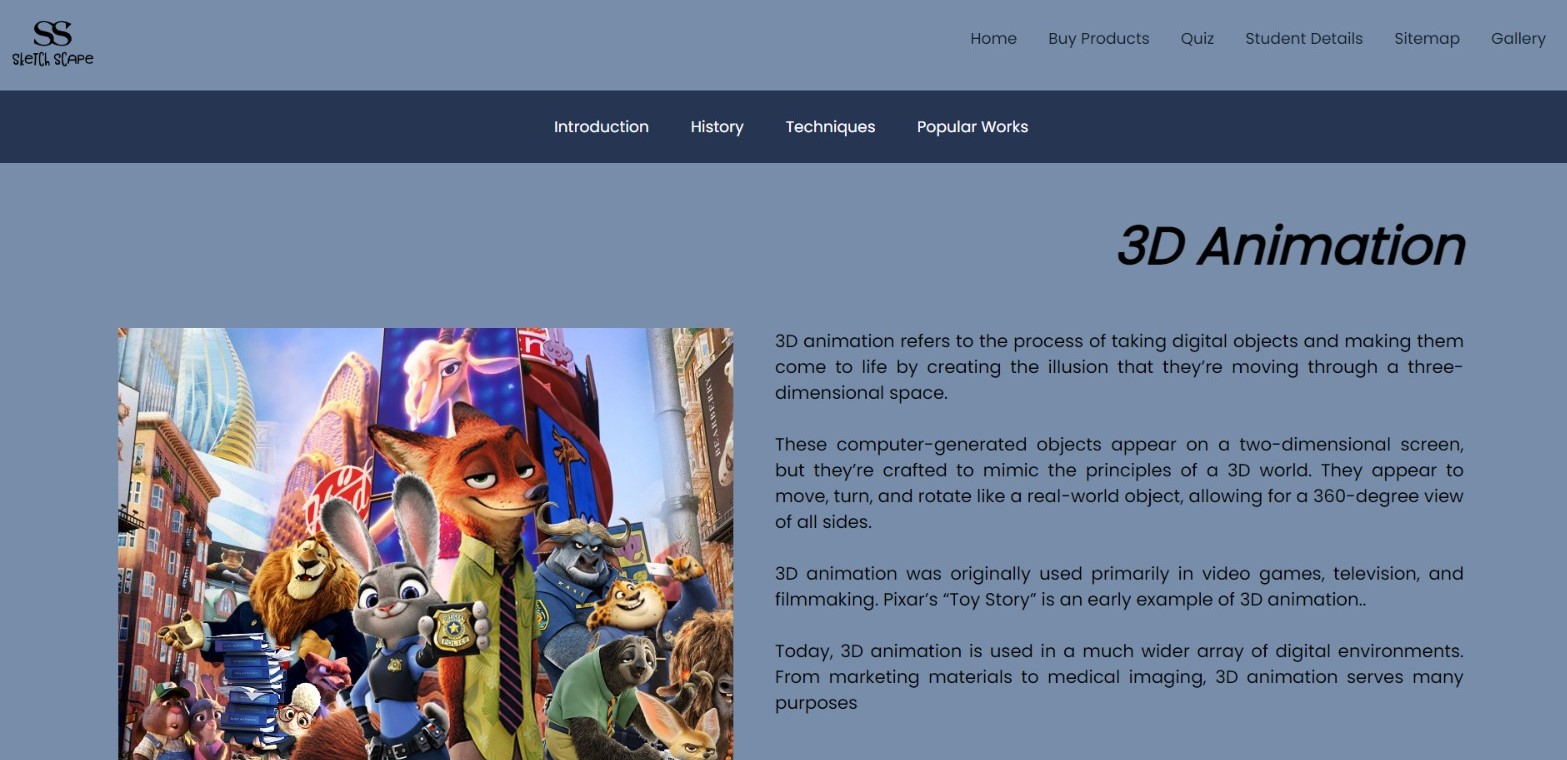 SS
Sketch Scape
Home Buy Products Quiz Student Details Sitemap Gallery
Introduction History Techniques Popular Works
3D Animation
3D animation refers to the process of taking digital objects and making them
come to life by creating the illusion that they’re moving through a three-
dimensional space.
These computer-generated objects appear on a two-dimensional screen,
but they’re crafted to mimic the principles of a 3D world. They appear to
move, turn, and rotate like a real-world object, allowing for a 360-degree view
of all sides.
3D animation was originally used primarily in video games, television, and
filmmaking. Pixar’s “Toy Story” is an early example of 3D animation..
Today, 3D animation is used in a much wider array of digital environments.
From marketing materials to medical imaging, 3D animation serves many
purposes
BEARBERRY
POLICE